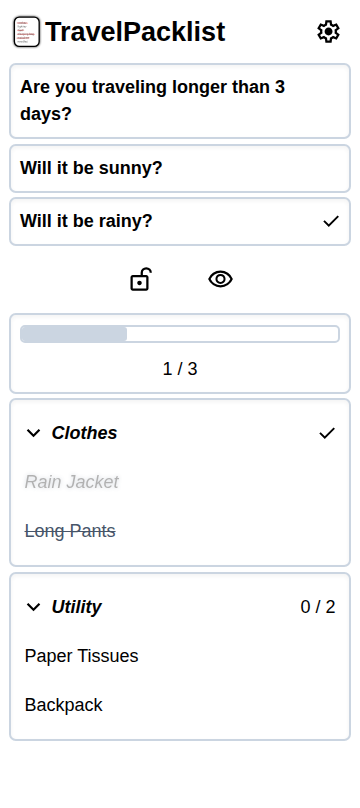 TravelPacklist
Are you traveling longer than 3
days?
Will it be sunny?
Will it be rainy?
1 / 3
Clothes
Rain Jacket
Long Pants
Utility 0 / 2
Paper Tissues
Backpack